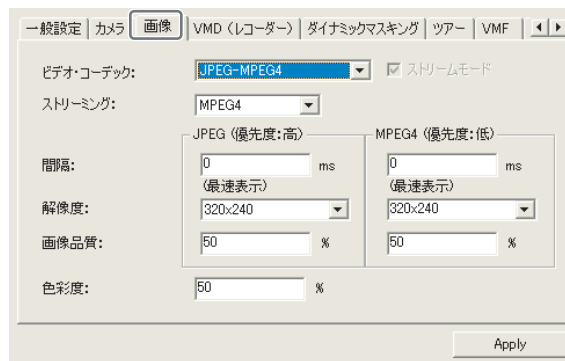 一般設定 カメラ 画像 VMD（レコーダー） ダイナミックマスキング ツアー VMF
ビデオ・コーデック: JPEG-MPEG4 ストリームモード
ストリーミング: MPEG4
JPEG (優先度:高) MPEG4 (優先度:低)
間隔: 0 ms 0 ms
(最速表示) (最速表示)
解像度: 320x240 320x240
画像品質: 50 % 50 %
色彩度: 50 %
Apply